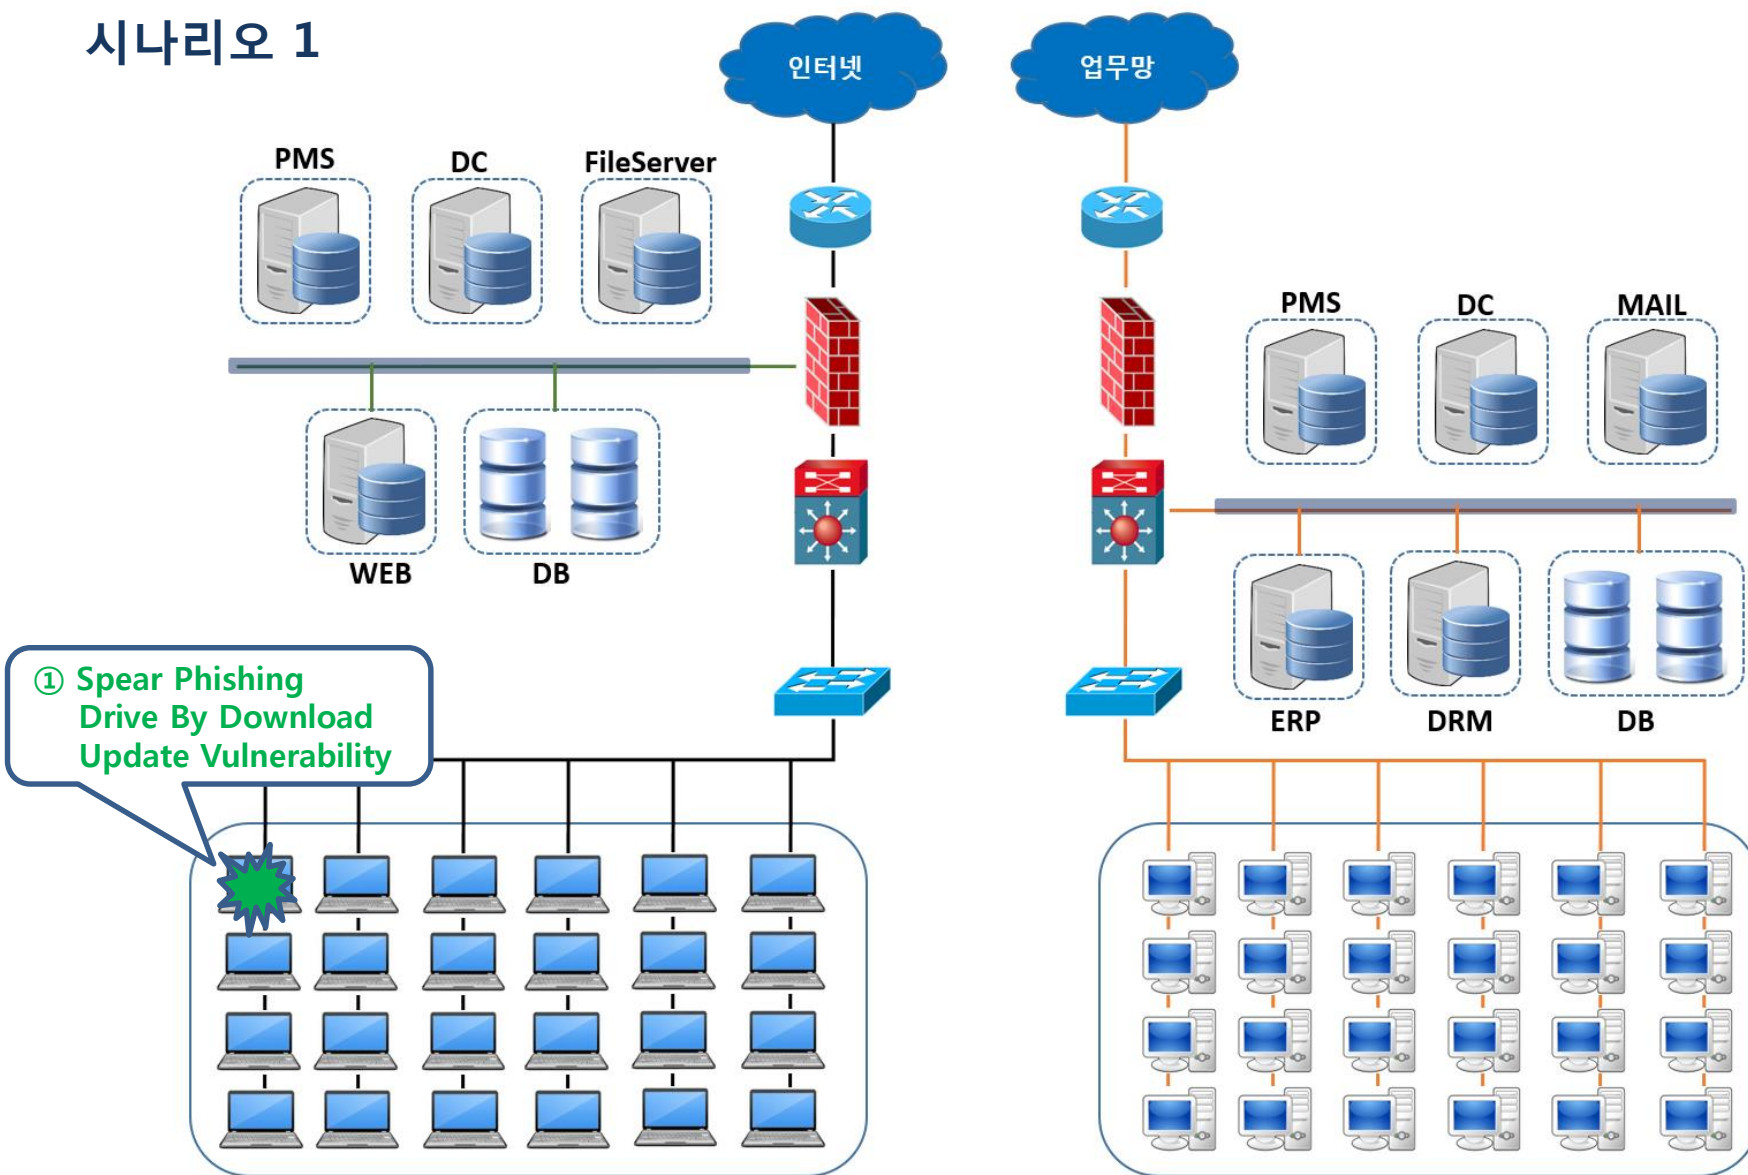 시나리오 1
인터넷
업무망
PMS
DC
FileServer
WEB
DB
PMS
DC
MAIL
ERP
DRM
DB
① Spear Phishing
Drive By Download
Update Vulnerability